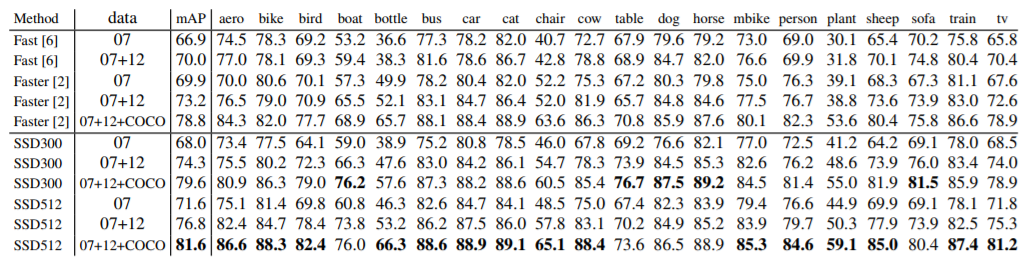 Method data mAP aero bike bird boat bottle bus car cat chair cow table dog horse mbike person plant sheep sofa train tv
Fast [6] 07 66.9 74.5 78.3 69.2 53.2 36.6 77.3 78.2 82.0 40.7 72.7 67.9 79.6 79.2 73.0 69.0 30.1 65.4 70.2 75.8 65.8
Fast [6] 07+12 70.0 77.0 78.1 69.3 59.4 38.3 81.6 78.6 86.7 42.8 78.8 68.9 84.7 82.0 76.6 69.9 31.8 70.1 74.8 80.4 70.4
Faster [2] 07 69.9 70.0 80.6 70.1 57.3 49.9 78.2 80.4 82.0 52.2 75.3 67.2 80.3 79.8 75.0 76.3 39.1 68.3 67.3 81.1 67.6
Faster [2] 07+12 73.2 76.5 79.0 70.9 65.5 52.1 83.1 84.7 86.4 52.0 81.9 65.7 84.8 84.6 77.5 76.7 38.8 73.6 73.9 83.0 72.6
Faster [2] 07+12+COCO 78.8 84.3 82.0 77.7 68.9 65.7 88.1 88.4 88.9 63.6 86.3 70.8 85.9 87.6 80.1 82.3 53.6 80.4 75.8 86.6 78.9
SSD300 07 68.0 73.4 77.5 64.1 59.0 38.9 75.2 80.8 78.5 46.0 67.8 69.2 76.6 82.1 77.0 72.5 41.2 64.2 69.1 78.0 68.5
SSD300 07+12 74.3 75.5 80.2 72.3 66.3 47.6 83.0 84.2 86.1 54.7 78.3 73.9 84.5 85.3 82.6 76.2 48.6 73.9 76.0 83.4 74.0
SSD300 07+12+COCO 79.6 80.9 86.3 79.0 76.2 57.6 87.3 88.2 88.6 60.5 85.4 76.7 87.5 89.2 84.5 81.4 55.0 81.9 81.5 85.9 78.9
SSD512 07 71.6 75.1 81.4 69.8 60.8 46.3 82.6 84.7 84.1 48.5 75.0 67.4 82.3 83.9 79.4 76.6 44.9 69.9 69.1 78.1 71.8
SSD512 07+12 76.8 82.4 84.7 78.4 73.8 53.2 86.2 87.5 86.0 57.8 83.1 70.2 84.9 85.2 83.9 79.7 50.3 77.9 73.9 82.5 75.3
SSD512 07+12+COCO 81.6 86.6 88.3 82.4 76.0 66.3 88.6 88.9 89.1 65.1 88.4 73.6 86.5 88.9 85.3 84.6 59.1 85.0 80.4 87.4 81.2